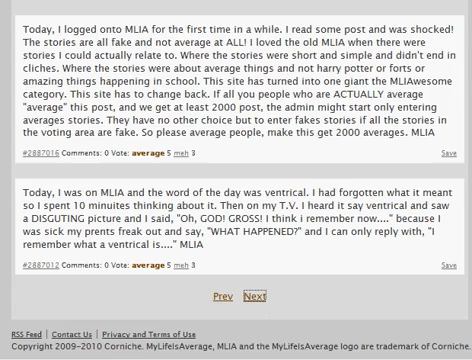 Today, I logged onto MLIA for the first time in a while. I read some post and was shocked!
The stories are all fake and not average at ALL! I loved the old MLIA when there were
stories I could actually relate to. Where the stories were short and simple and didn't end in
cliches. Where the stories were about average things and not harry potter or forts or
amazing things happening in school. This site has turned into one giant the MLIAwesome
category. This site has to change back. If all you people who are ACTUALLY average
"average" this post, and we get at least 2000 post, the admin might start only entering
averages stories. They have no other choice but to enter fakes stories if all the stories in
the voting area are fake. So please average people, make this get 2000 averages. MLIA
#2887016 Comments: 0 Vote: average 5 meh 3 Save
Today, I was on MLIA and the word of the day was ventrical. I had forgotten what it meant
so I spent 10 minuites thinking about it. Then on my T.V. I heard it say ventrical and saw
a DISGUTING picture and I said, "Oh, GOD! GROSS! I think i remember now...." because I
was sick my prents freak out and say, "WHAT HAPPENED?" and I can only reply with, "I
remember what a ventrical is...." MLIA
#2887012 Comments: 0 Vote: average 5 meh 3 Save
Prev Next
RSS Feed | Contact Us | Privacy and Terms of Use
Copyright 2009-2010 Corniche. MyLifeIsAverage, MLIA and the MyLifeIsAverage logo are trademark of Corniche.